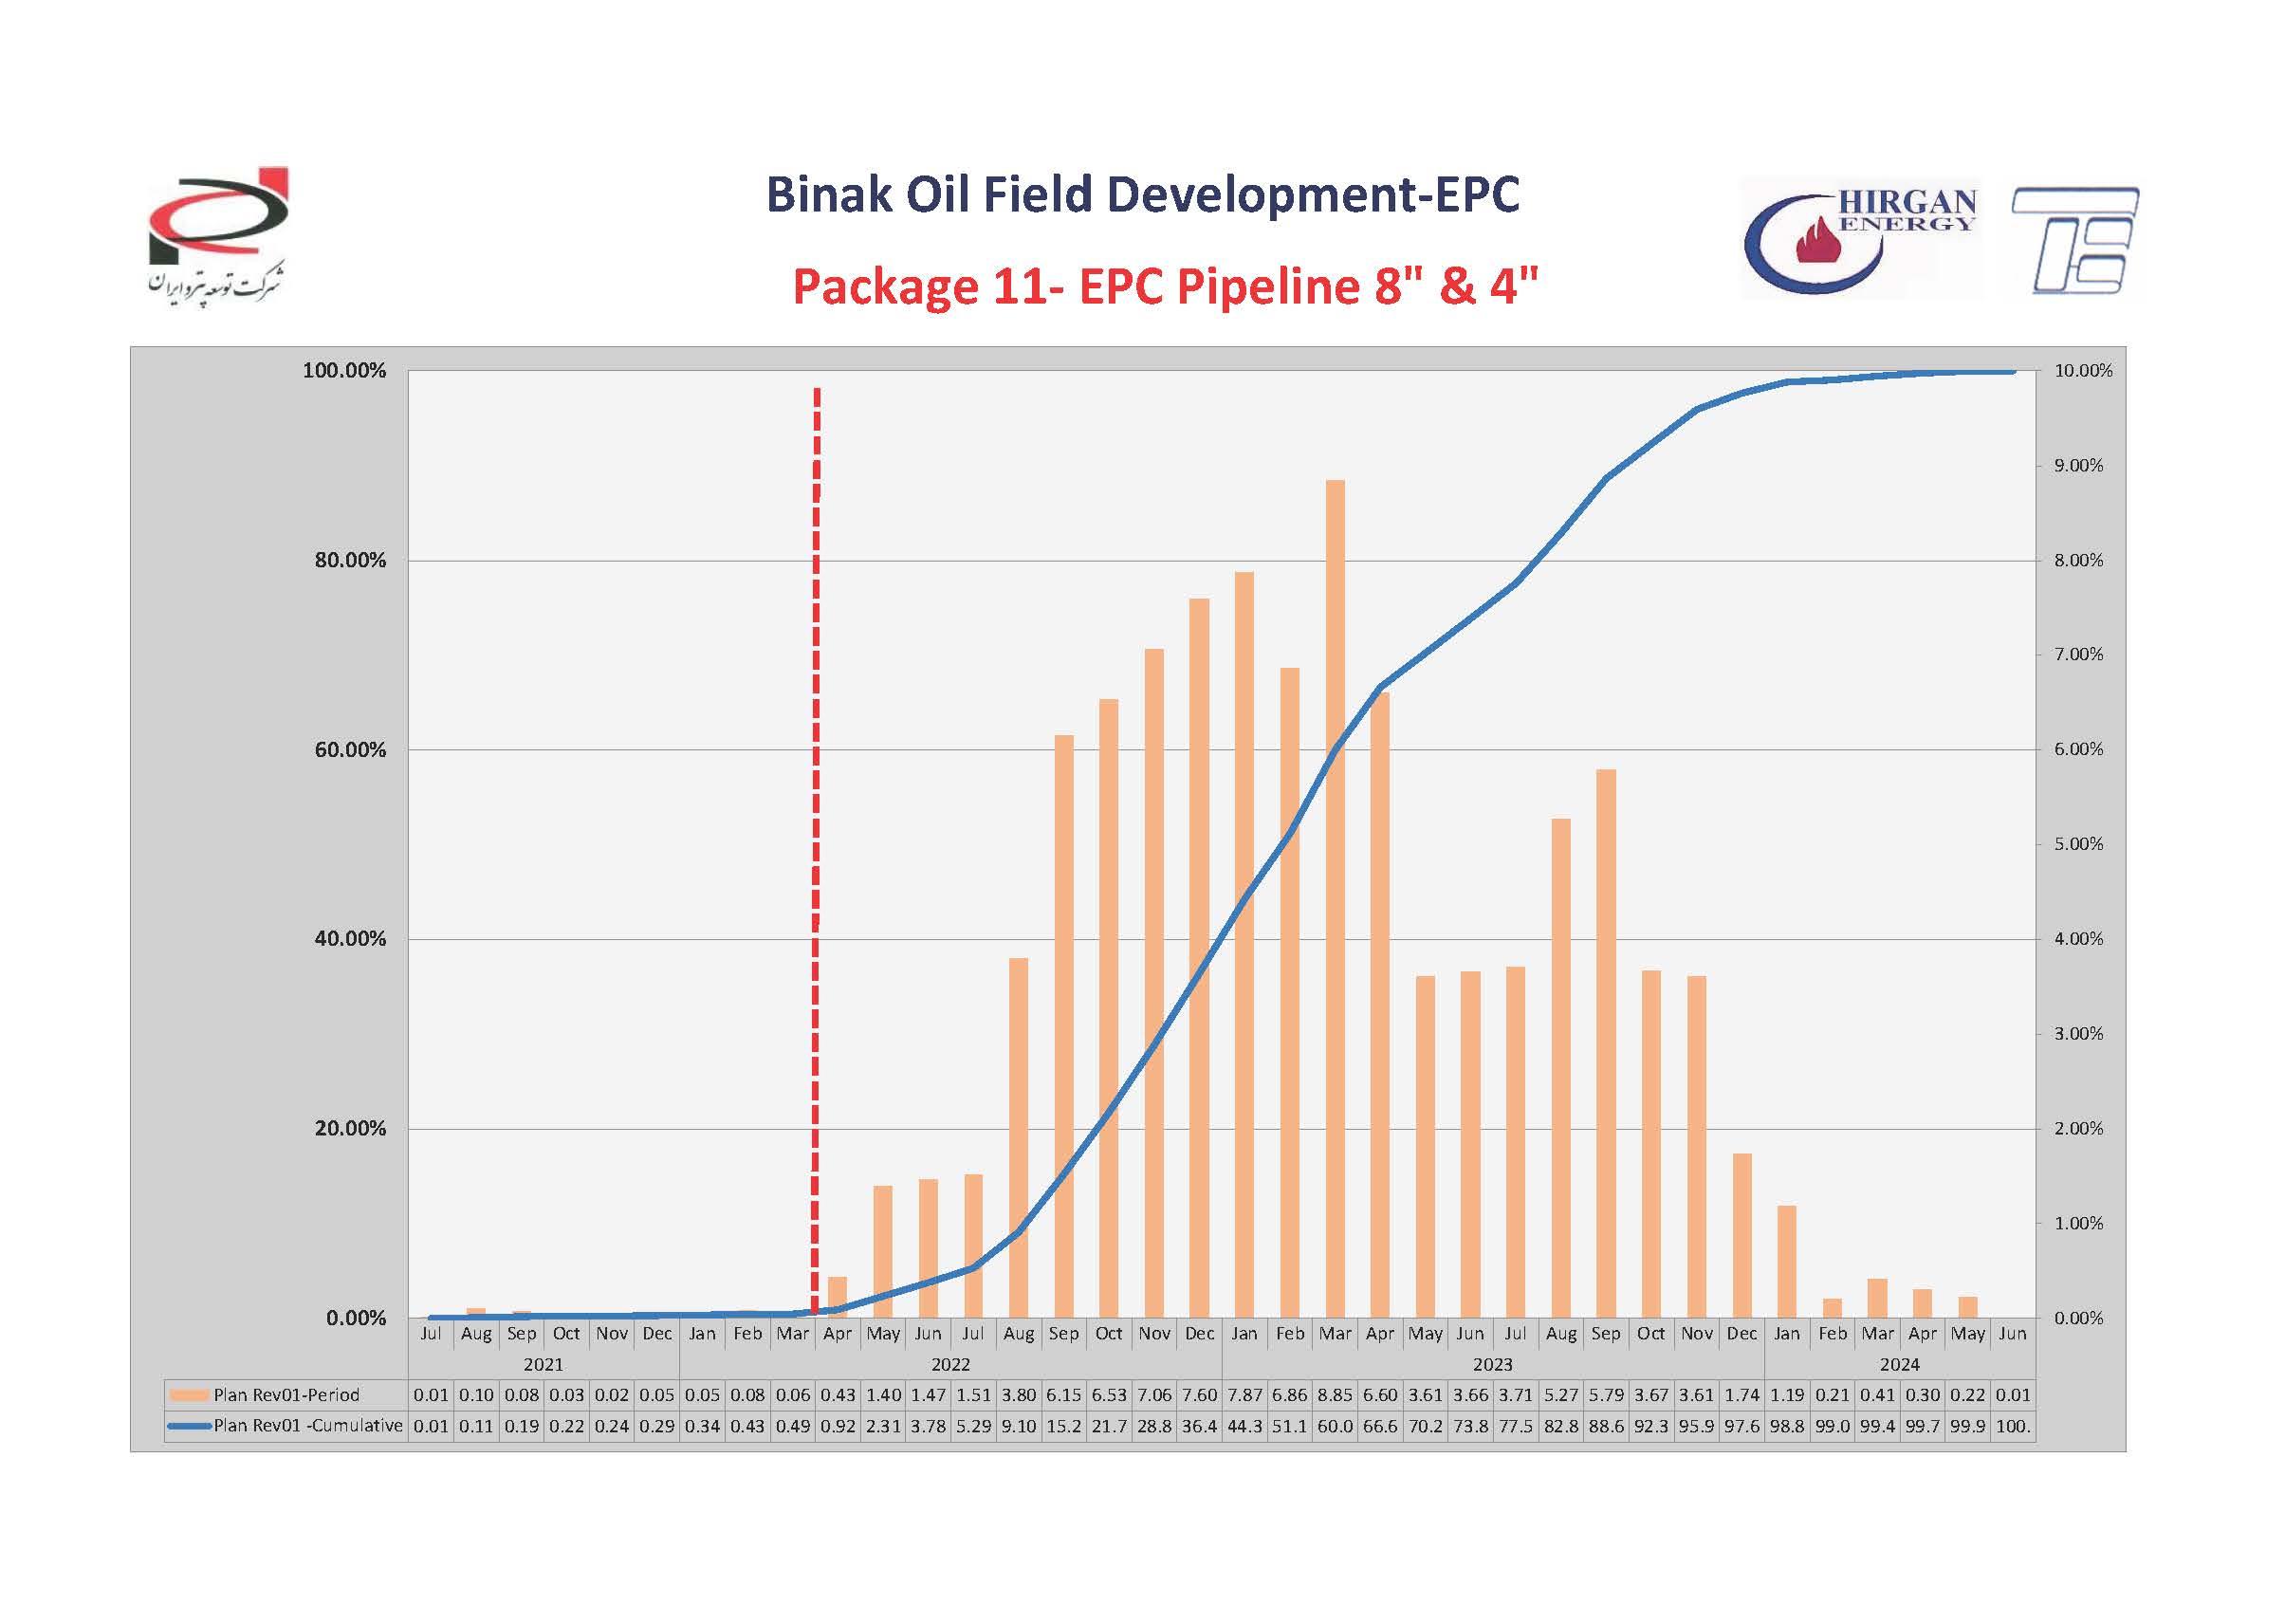 Binak Oil Field Development-EPC
Package 11- EPC Pipeline 8" & 4"
شرکت توسعه پترو ایران
HIRGAN
ENERGY
100.00%
80.00%
60.00%
40.00%
20.00%
0.00%
10.00%
9.00%
8.00%
7.00%
6.00%
5.00%
4.00%
3.00%
2.00%
1.00%
0.00%
Jul Aug Sep Oct Nov Dec Jan Feb Mar Apr May Jun Jul Aug Sep Oct Nov Dec Jan Feb Mar Apr May Jun Jul Aug Sep Oct Nov Dec Jan Feb Mar Apr May Jun
2021 2022 2023 2024
Plan Rev01-Period 0.01 0.10 0.08 0.03 0.02 0.05 0.05 0.08 0.06 0.43 1.40 1.47 1.51 3.80 6.15 6.53 7.06 7.60 7.87 6.86 8.85 6.60 3.61 3.66 3.71 5.27 5.79 3.67 3.61 1.74 1.19 0.21 0.41 0.30 0.22 0.01
Plan Rev01 -Cumulative 0.01 0.11 0.19 0.22 0.24 0.29 0.34 0.43 0.49 0.92 2.31 3.78 5.29 9.10 15.2 21.7 28.8 36.4 44.3 51.1 60.0 66.6 70.2 73.8 77.5 82.8 88.6 92.3 95.9 97.6 98.8 99.0 99.4 99.7 99.9 100.